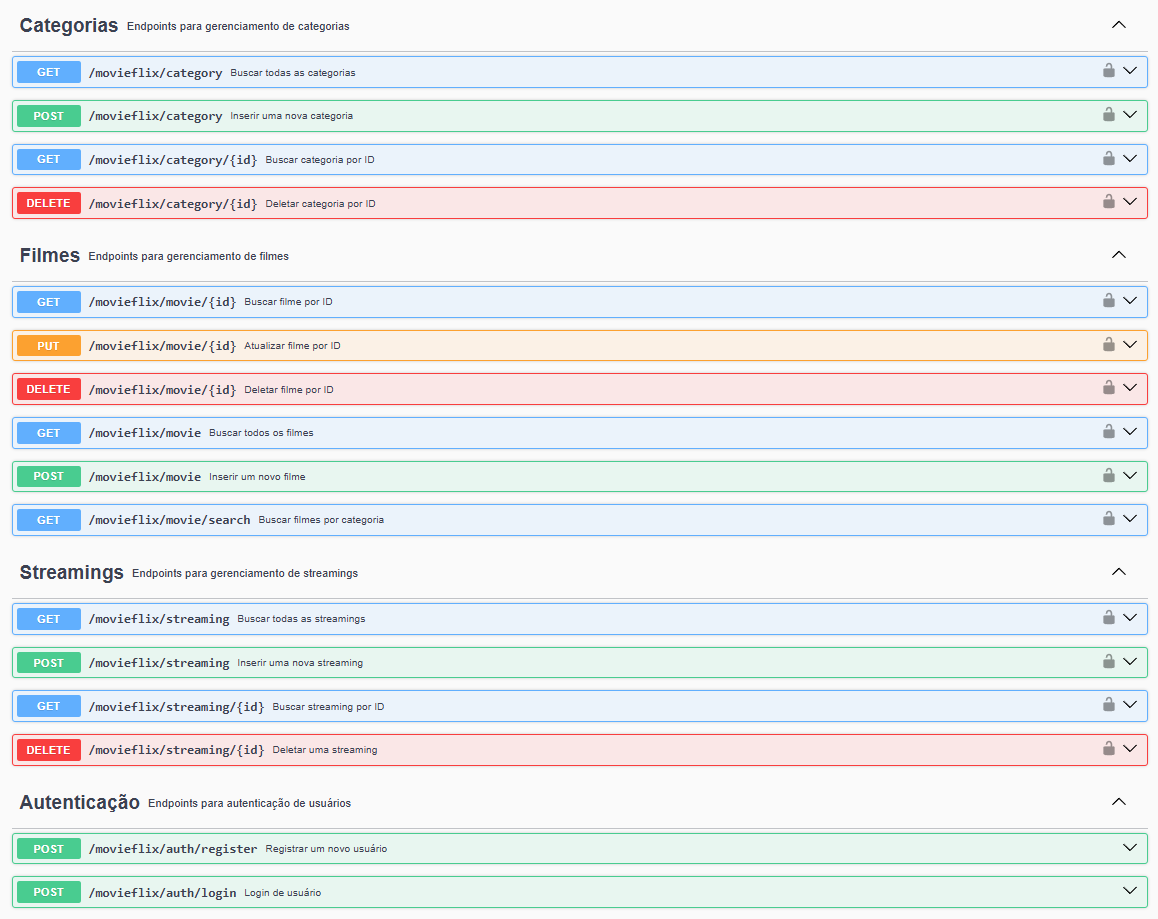 Categorias Endpoints para gerenciamento de categorias
GET /movieflix/category Buscar todas as categorias
POST /movieflix/category Inserir uma nova categoria
GET /movieflix/category/{id} Buscar categoria por ID
DELETE /movieflix/category/{id} Deletar categoria por ID
Filmes Endpoints para gerenciamento de filmes
GET /movieflix/movie/{id} Buscar filme por ID
PUT /movieflix/movie/{id} Atualizar filme por ID
DELETE /movieflix/movie/{id} Deletar filme por ID
GET /movieflix/movie Buscar todos os filmes
POST /movieflix/movie Inserir um novo filme
GET /movieflix/movie/search Buscar filmes por categoria
Streamings Endpoints para gerenciamento de streamings
GET /movieflix/streaming Buscar todas as streamings
POST /movieflix/streaming Inserir uma nova streaming
GET /movieflix/streaming/{id} Buscar streaming por ID
DELETE /movieflix/streaming/{id} Deletar uma streaming
Autenticação Endpoints para autenticação de usuários
POST /movieflix/auth/register Registrar um novo usuário
POST /movieflix/auth/login Login de usuário